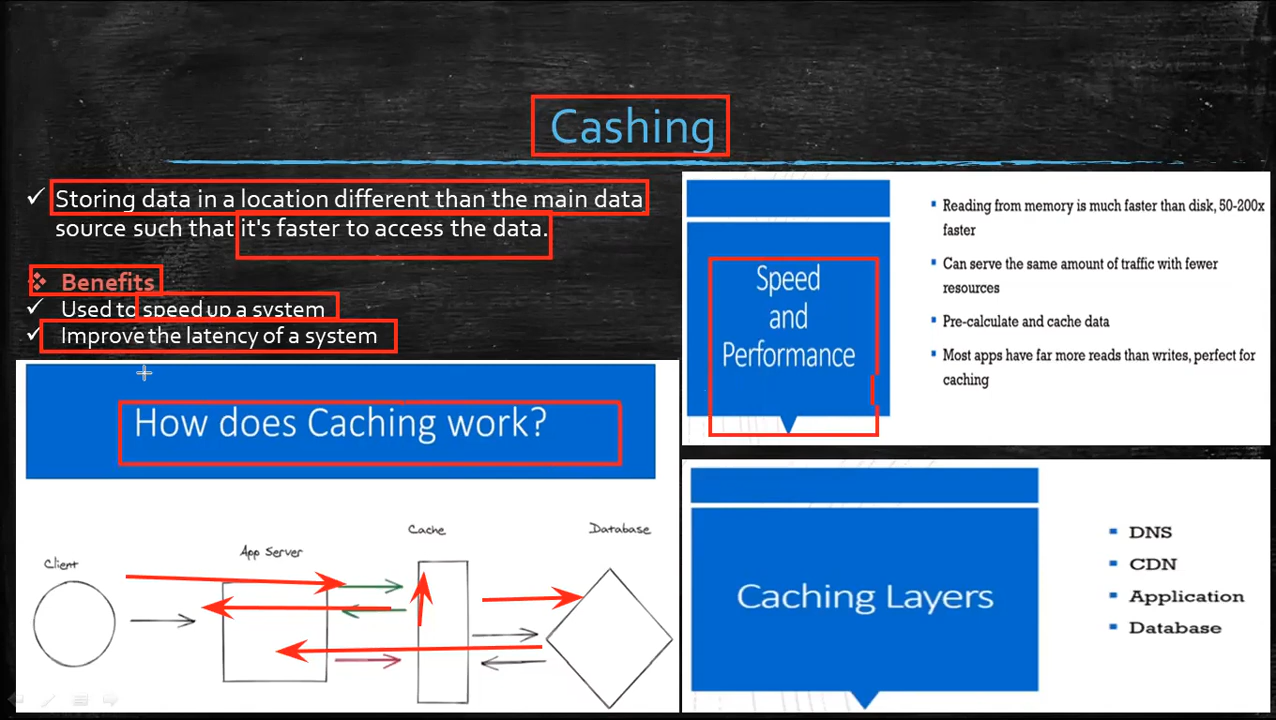 Cashing
Storing data in a location different than the main data
source such that it's faster to access the data.
Benefits
Used to speed up a system
Improve the latency of a system
How does Caching work?
Client
App Server
Cache
Database
Speed
and
Performance
Reading from memory is much faster than disk, 50-200x
faster
Can serve the same amount of traffic with fewer
resources
Pre-calculate and cache data
Most apps have far more reads than writes, perfect for
caching
Caching Layers
DNS
CDN
Application
Database